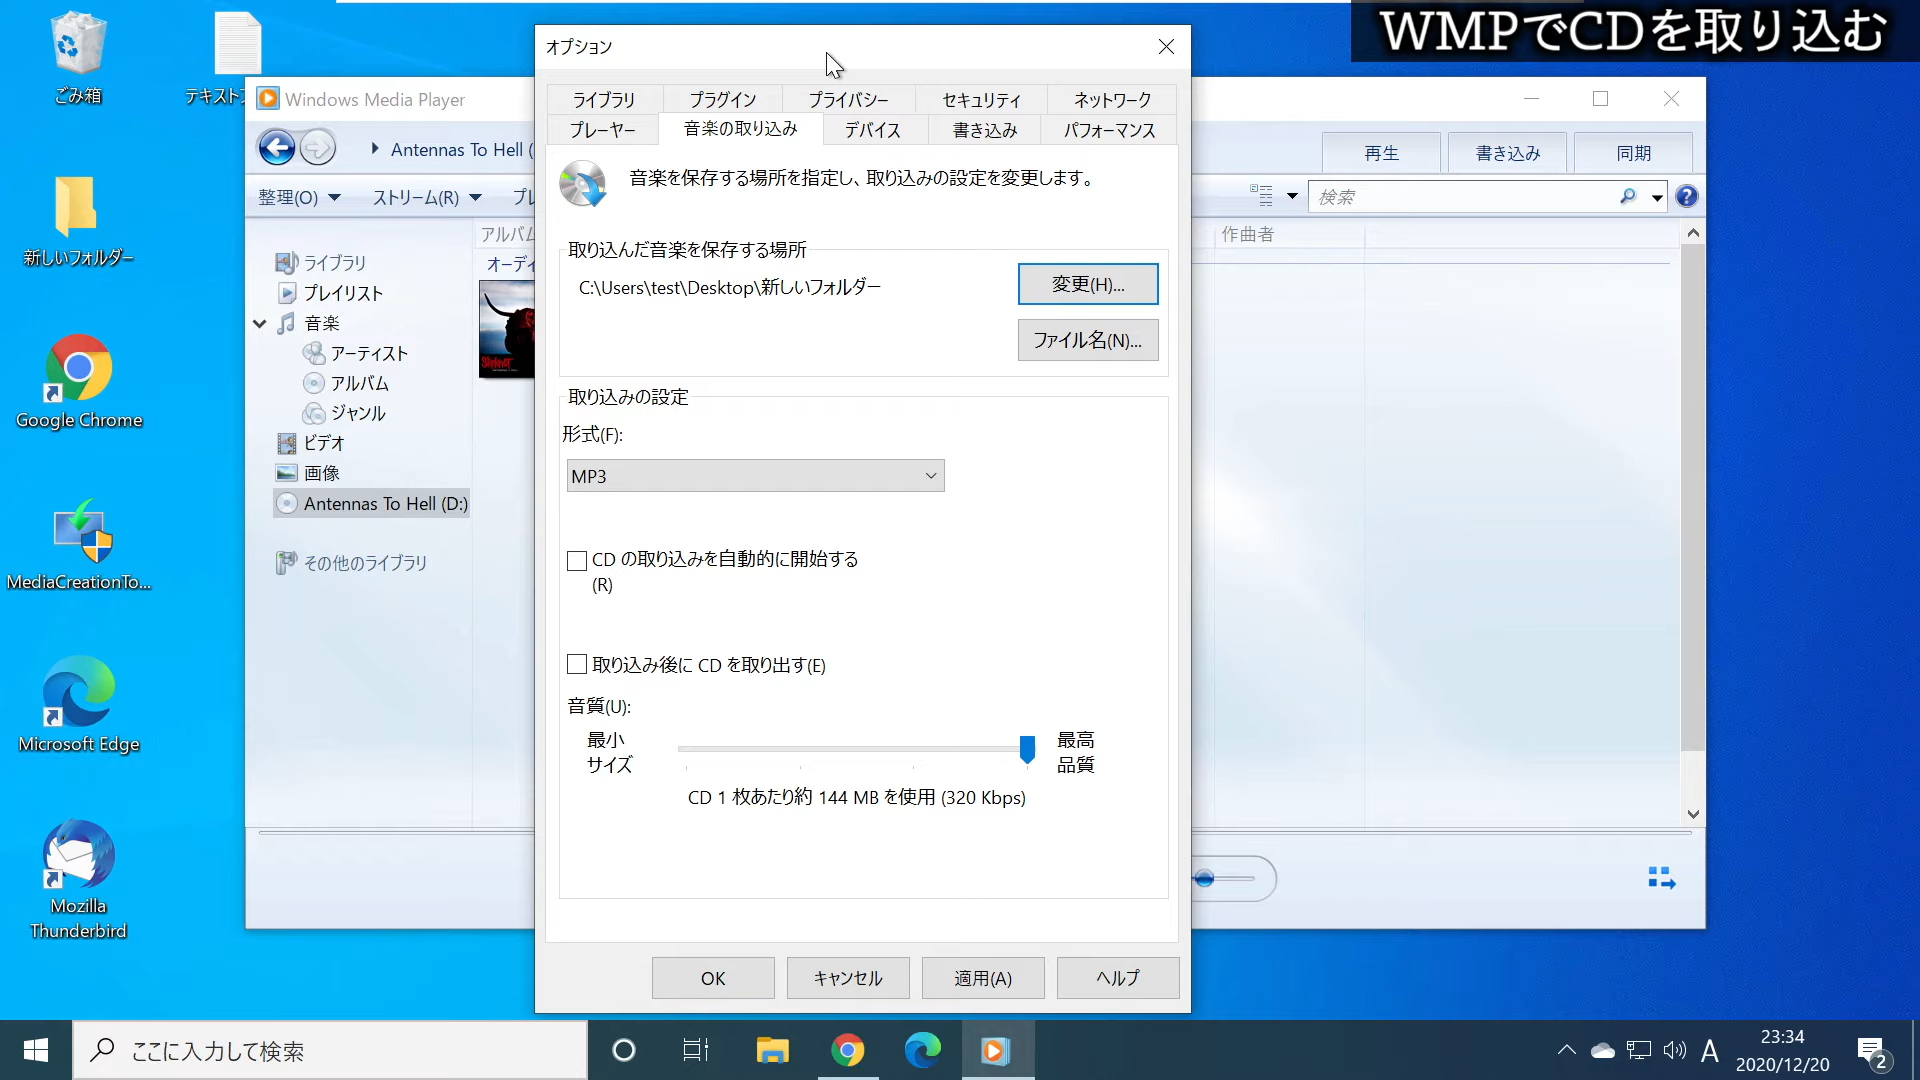 WMPでCDを取り込む
ごみ箱
新しいフォルダー
Google Chrome
MediaCreationTo...
Microsoft Edge
Mozilla
Thunderbird
Windows Media Player
Antennas To Hell (
再生
書き込み
同期
整理(O)
ストリーム(R)
検索
作曲者
ライブラリ
プレイリスト
音楽
アーティスト
アルバム
ジャンル
ビデオ
画像
Antennas To Hell (D:)
その他のライブラリ
オプション
ライブラリ
プラグイン
プライバシー
セキュリティ
ネットワーク
プレーヤー
音楽の取り込み
デバイス
書き込み
パフォーマンス
音楽を保存する場所を指定し、取り込みの設定を変更します。
取り込んだ音楽を保存する場所
C:\Users\test\Desktop\新しいフォルダー
変更(H)...
ファイル名(N)...
取り込みの設定
形式(F):
MP3
CD の取り込みを自動的に開始する
(R)
取り込み後に CD を取り出す(E)
音質(U):
最小
サイズ
最高
品質
CD 1 枚あたり約 144 MB を使用 (320 Kbps)
OK
キャンセル
適用(A)
ヘルプ
ここに入力して検索
A
23:34
2020/12/20
2